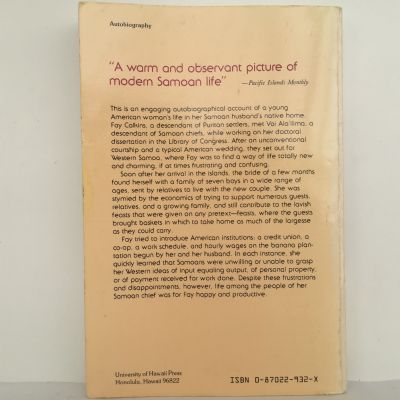 Autobiography
"A warm and observant picture of
modern Samoan life"
—Pacific Islands Monthly
This is an engaging autobiographical account of a young
American woman's life in her Samoan husband's native home.
Fay Calkins, a descendant of Puritan settlers, met Vai Ala'ilima, a
descendant of Samoan chiefs, while working on her doctoral
dissertation in the Library of Congress. After an unconventional
courtship and a typical American wedding, they set out for
Western Samoa, where Fay was to find a way of life totally new
and charming, if at times frustrating and confusing.
Soon after her arrival in the islands, the bride of a few months
found herself with a family of seven boys in a wide range of
ages, sent by relatives to live with the new couple. She was
stymied by the economics of trying to support numerous guests,
relatives, and a growing family, and still contribute to the lavish
feasts that were given on any pretext—feasts, where the guests
brought baskets in which to take home as much of the largesse
as they could carry.
Fay tried to introduce American institutions: a credit union, a
co-op, a work schedule, and hourly wages on the banana plan-
tation begun by her and her husband. In each instance, she
quickly learned that Samoans were unwilling or unable to grasp
her Western ideas of input equaling output, of personal property,
or of payment received for work done. Despite these frustrations
and disappointments, however, life among the people of her
Samoan chief was for Fay happy and productive.
University of Hawaii Press
Honolulu, Hawaii 96822
ISBN 0-87022-932-X